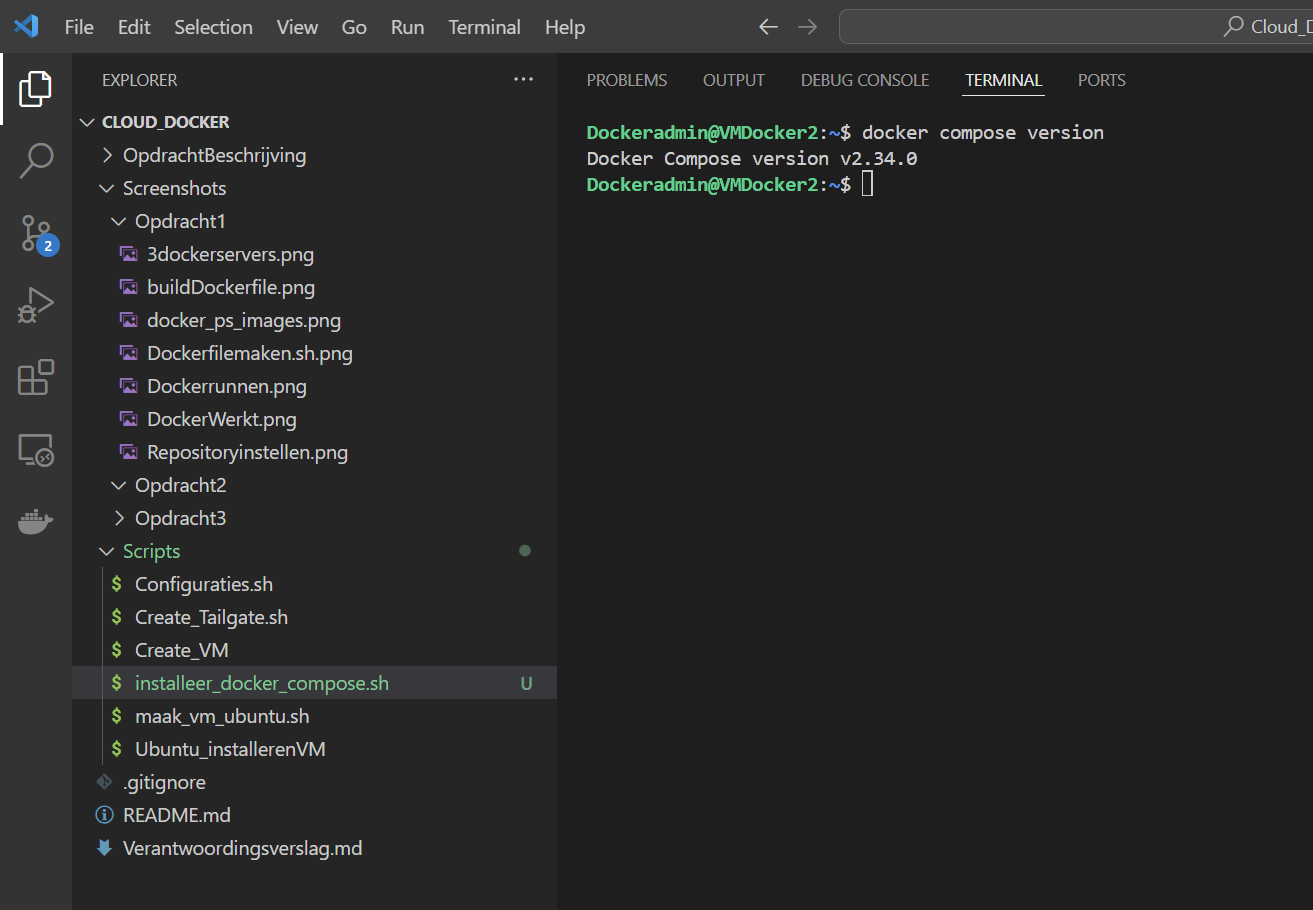 File Edit Selection View Go Run Terminal Help
Cloud_D
EXPLORER
CLOUD_DOCKER
OpdrachtBeschrijving
Screenshots
Opdracht1
3dockerservers.png
buildDockerfile.png
docker_ps_images.png
Dockerfilemaken.sh.png
Dockerrunnen.png
DockerWerkt.png
Repositoryinstellen.png
Opdracht2
Opdracht3
Scripts
$ Configuraties.sh
$ Create_Tailgate.sh
$ Create_VM
$ installeer_docker_compose.sh U
$ maak_vm_ubuntu.sh
$ Ubuntu_installerenVM
.gitignore
README.md
Verantwoordingsverslag.md
2
PROBLEMS OUTPUT DEBUG CONSOLE TERMINAL PORTS
Dockeradmin@VMDocker2:~$ docker compose version
Docker Compose version v2.34.0
Dockeradmin@VMDocker2:~$